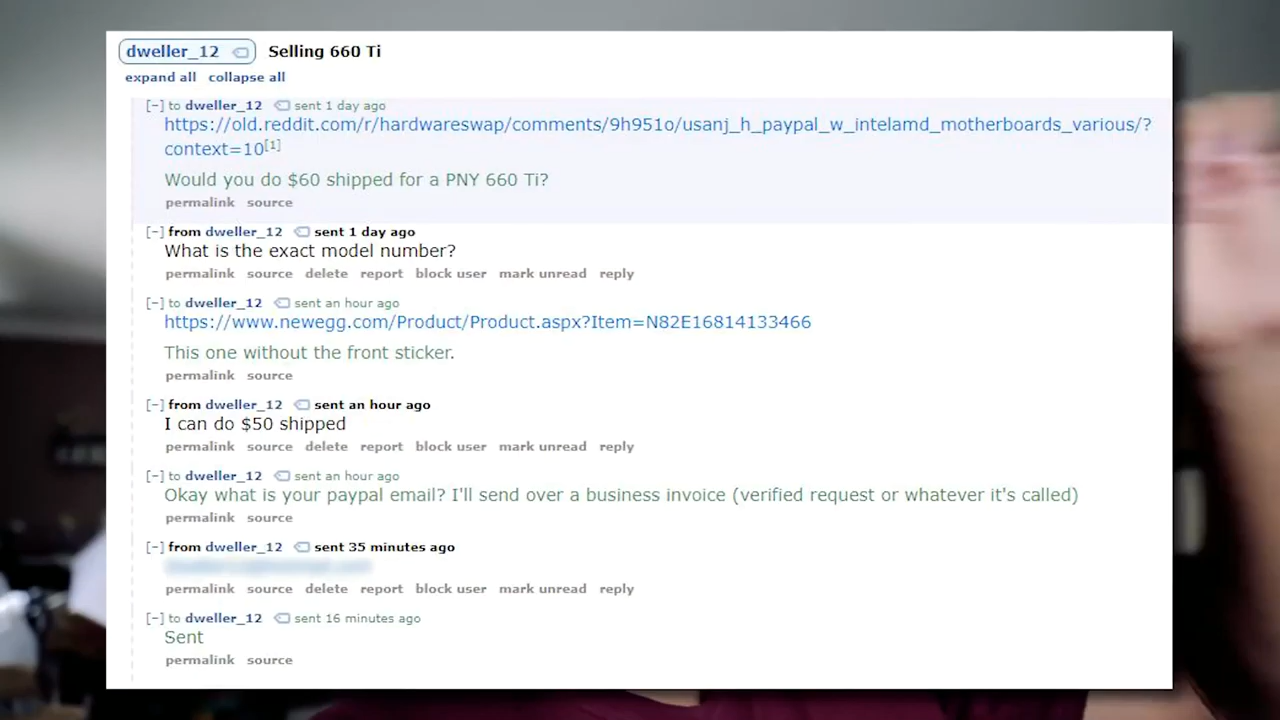 dweller_12 Selling 660 Ti
expand all collapse all
[-] to dweller_12 sent 1 day ago
https://old.reddit.com/r/hardwareswap/comments/9h951o/usanj_h_paypal_w_intelamd_motherboards_various/?
context=10[1]
Would you do $60 shipped for a PNY 660 Ti?
permalink source
[-] from dweller_12 sent 1 day ago
What is the exact model number?
permalink source delete report block user mark unread reply
[-] to dweller_12 sent an hour ago
https://www.newegg.com/Product/Product.aspx?Item=N82E16814133466
This one without the front sticker.
permalink source
[-] from dweller_12 sent an hour ago
I can do $50 shipped
permalink source delete report block user mark unread reply
[-] to dweller_12 sent an hour ago
Okay what is your paypal email? I'll send over a business invoice (verified request or whatever it's called)
permalink source
[-] from dweller_12 sent 35 minutes ago
permalink source delete report block user mark unread reply
[-] to dweller_12 sent 16 minutes ago
Sent
permalink source